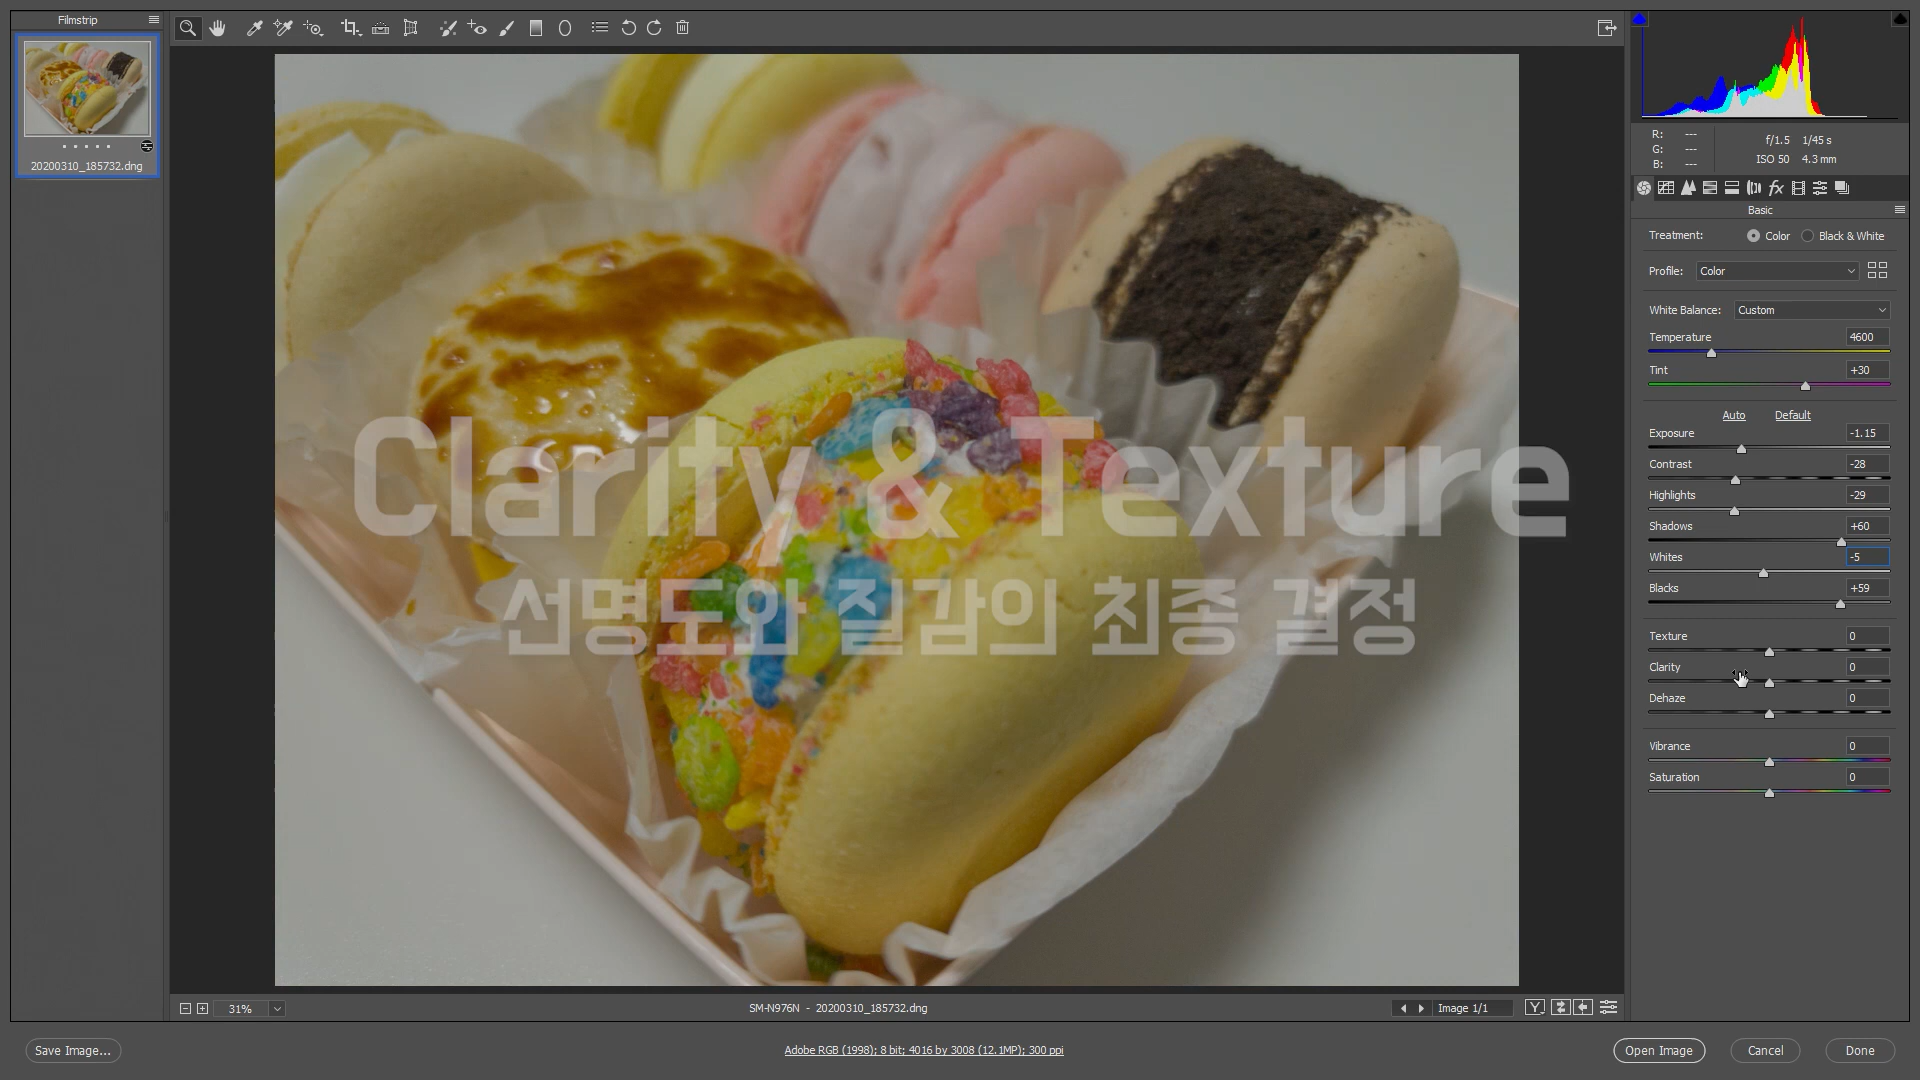 Filmstrip
20200310_185732.dng
R: ---
G: ---
B: ---
f/1.5 1/45 s
ISO 50 4.3 mm
Basic
Treatment: Color Black & White
Profile: Color
White Balance: Custom
Temperature 4600
Tint +30
Auto Default
Exposure -1.15
Contrast -28
Highlights -29
Shadows +60
Whites -5
Blacks +59
Texture 0
Clarity 0
Dehaze 0
Vibrance 0
Saturation 0
Clarity & Texture
선명도와 질감의 최종 결정
31%
SM-N976N - 20200310_185732.dng
Image 1/1
Save Image...
Adobe RGB (1998); 8 bit; 4016 by 3008 (12.1MP); 300 ppi
Open Image
Cancel
Done